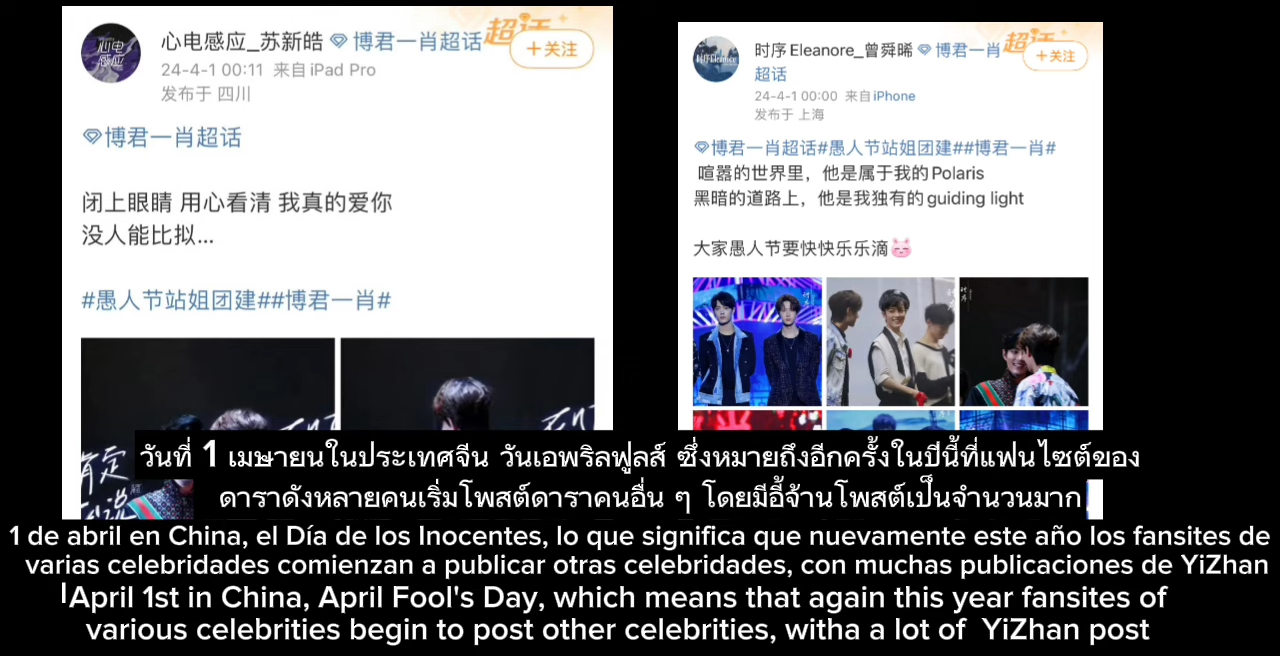 心电感应_苏新皓 博君一肖超话
超话
+关注
24-4-1 00:11 来自 iPad Pro
发布于 四川
博君一肖超话
闭上眼睛 用心看清 我真的爱你
没人能比拟...
#愚人节站姐团建##博君一肖#
时序Eleanore_曾舜晞 博君一肖
超话
超话
+关注
24-4-1 00:00 来自 iPhone
发布于 上海
博君一肖超话#愚人节站姐团建##博君一肖#
喧嚣的世界里，他是属于我的Polaris
黑暗的道路上，他是我独有的guiding light
大家愚人节要快快乐乐滴
วันที่ 1 เมษายนในประเทศจีน วันเอพริลฟูลส์ ซึ่งหมายถึงอีกครั้งในปีนี้ที่แฟนไซต์ของ
ดาราดังหลายคนเริ่มโพสต์ดาราคนอื่น ๆ โดยมีอี้จ้านโพสต์เป็นจำนวนมาก
1 de abril en China, el Día de los Inocentes, lo que significa que nuevamente este año los fansites de
varias celebridades comienzan a publicar otras celebridades, con muchas publicaciones de YiZhan
April 1st in China, April Fool's Day, which means that again this year fansites of
various celebrities begin to post other celebrities, witha a lot of YiZhan post